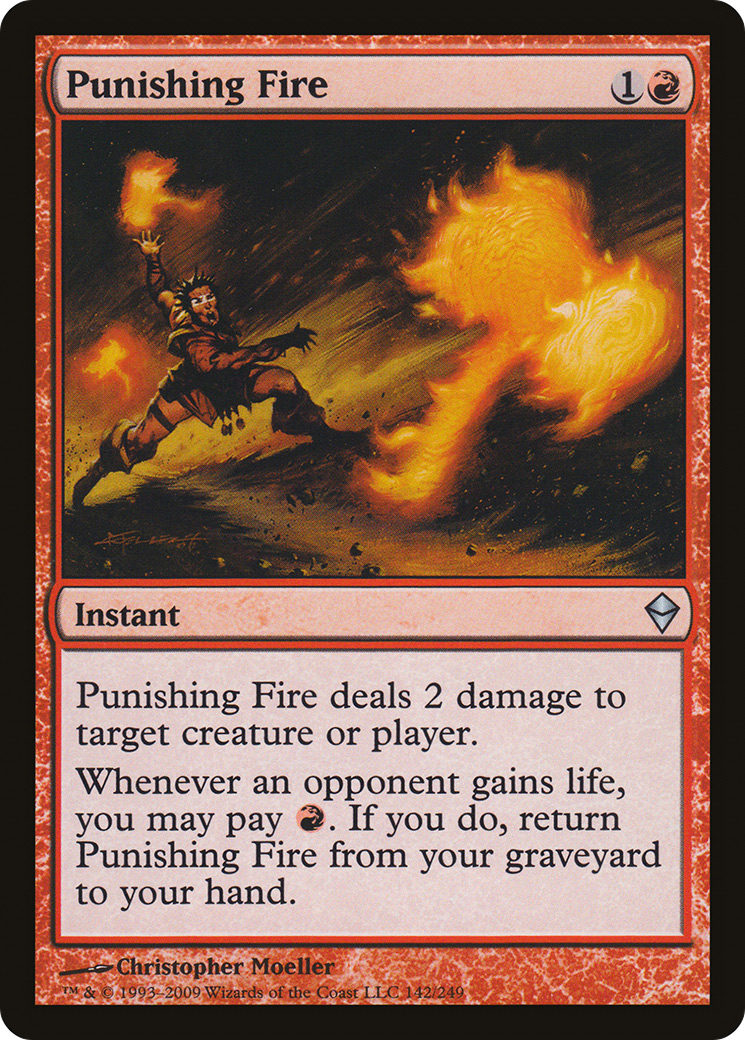 Punishing Fire 1
Instant
Punishing Fire deals 2 damage to
target creature or player.
Whenever an opponent gains life,
you may pay . If you do, return
Punishing Fire from your graveyard
to your hand.
Christopher Moeller
™ & © 1993–2009 Wizards of the Coast LLC 142/249